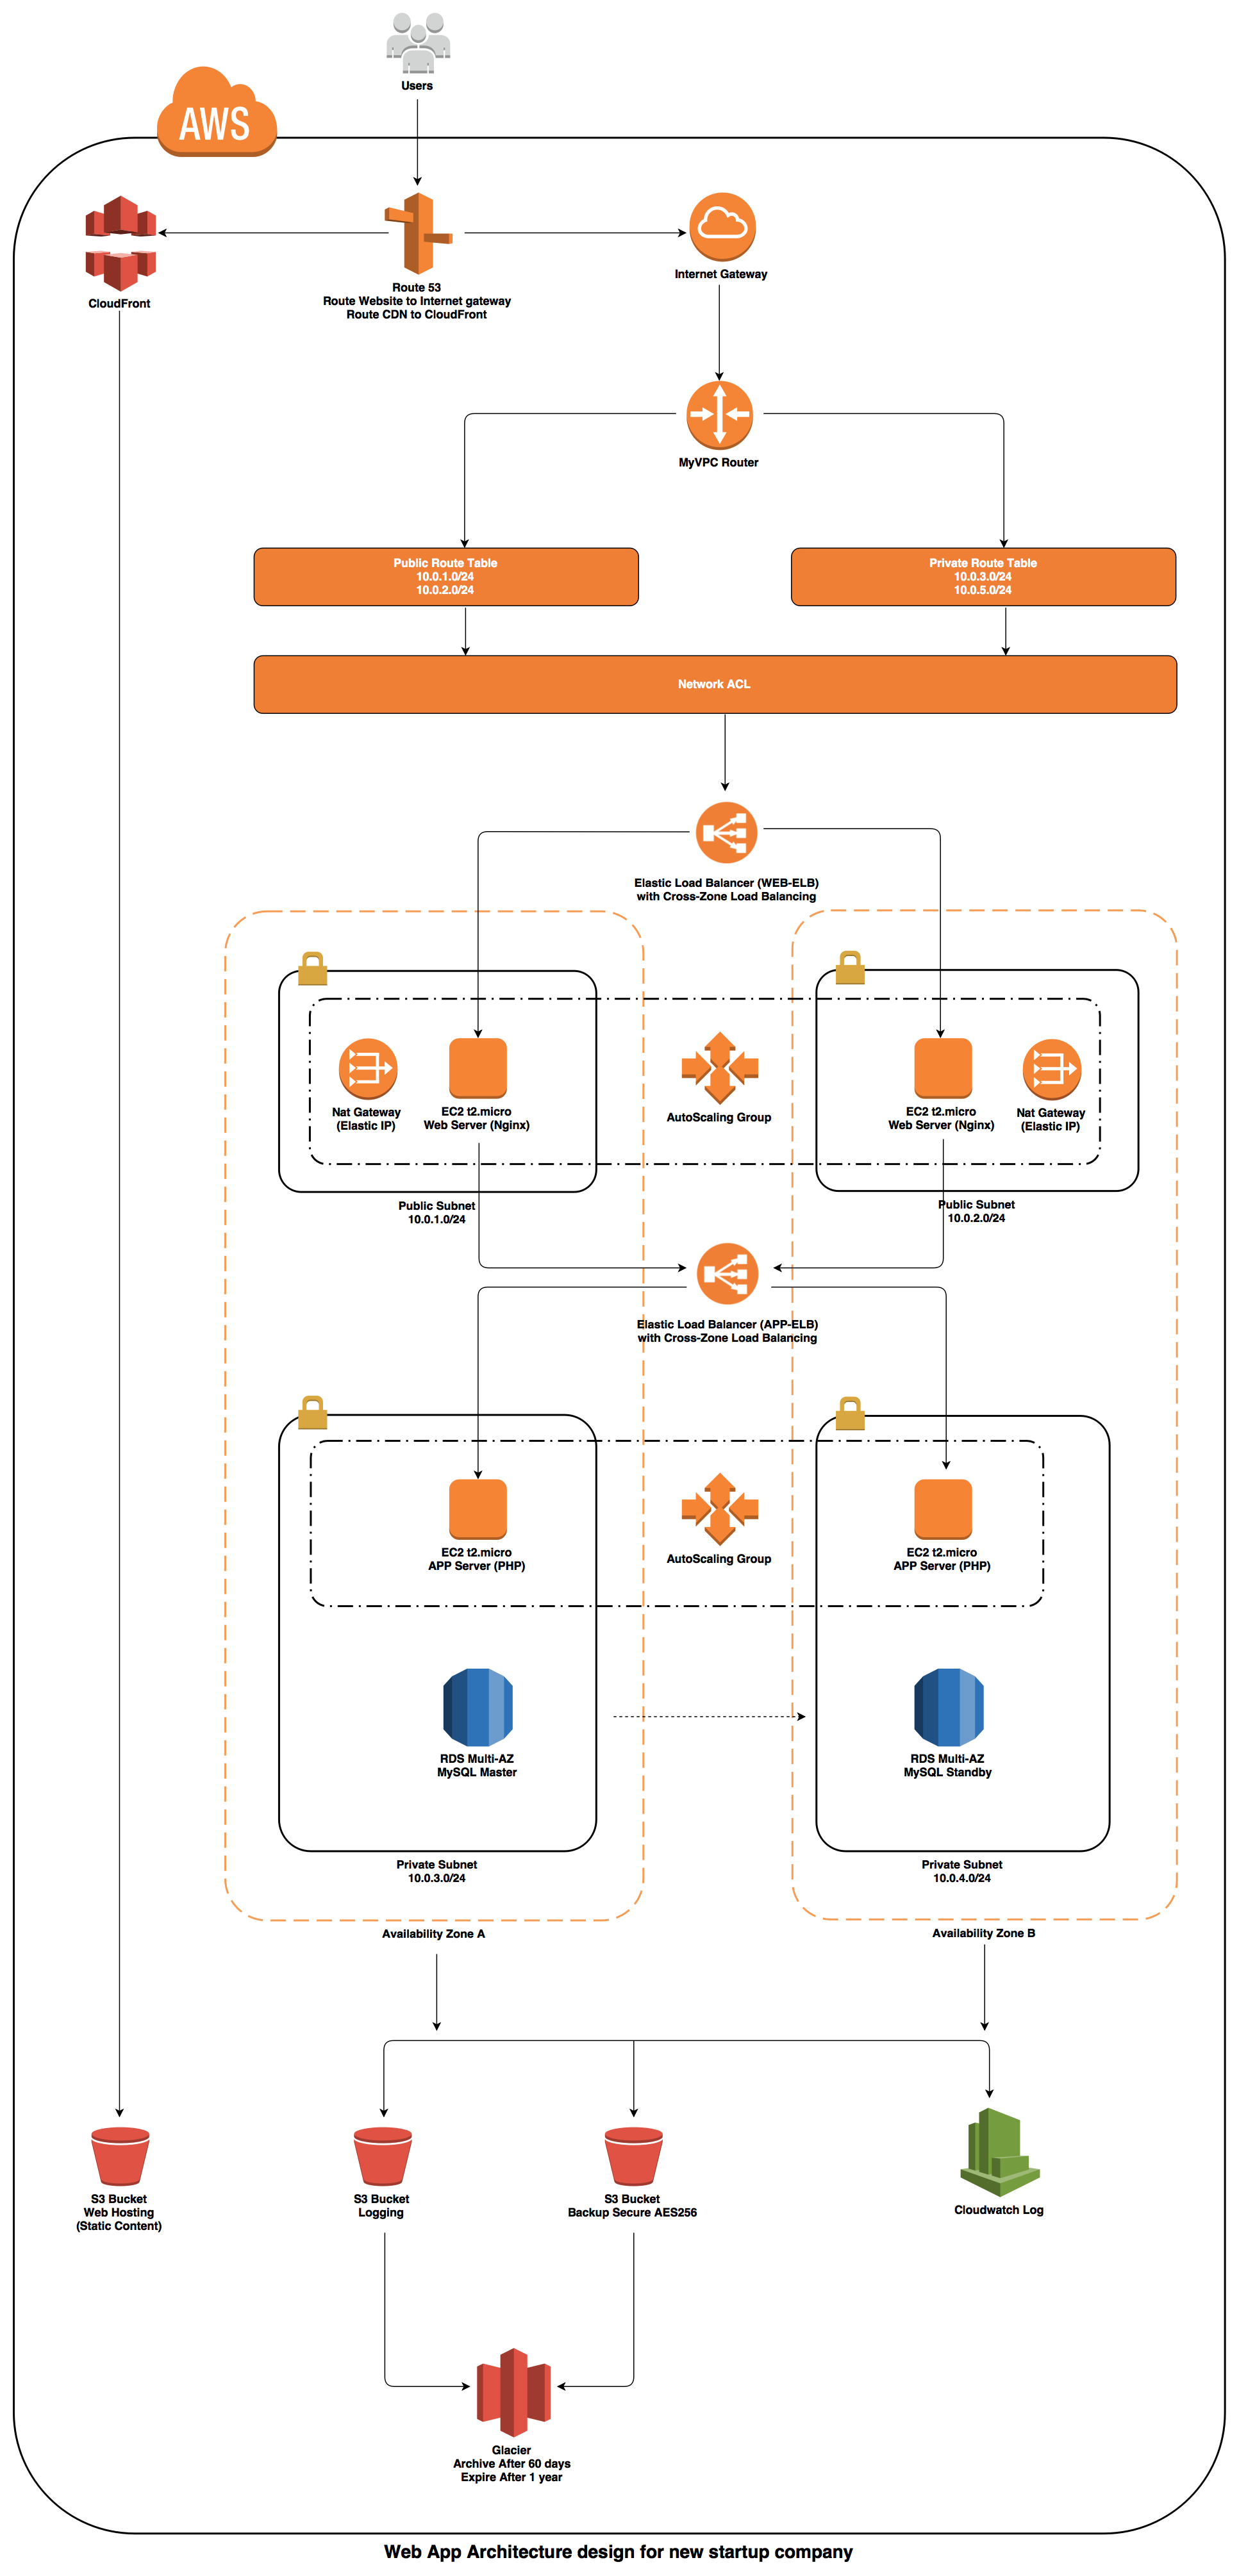 Users
AWS
CloudFront
Route 53
Route Website to Internet gateway
Route CDN to CloudFront
Internet Gateway
MyVPC Router
Public Route Table
10.0.1.0/24
10.0.2.0/24
Private Route Table
10.0.3.0/24
10.0.5.0/24
Network ACL
Elastic Load Balancer (WEB-ELB)
with Cross-Zone Load Balancing
Nat Gateway
(Elastic IP)
EC2 t2.micro
Web Server (Nginx)
AutoScaling Group
EC2 t2.micro
Web Server (Nginx)
Nat Gateway
(Elastic IP)
Public Subnet
10.0.1.0/24
Public Subnet
10.0.2.0/24
Elastic Load Balancer (APP-ELB)
with Cross-Zone Load Balancing
EC2 t2.micro
APP Server (PHP)
AutoScaling Group
EC2 t2.micro
APP Server (PHP)
RDS Multi-AZ
MySQL Master
RDS Multi-AZ
MySQL Standby
Private Subnet
10.0.3.0/24
Private Subnet
10.0.4.0/24
Availability Zone A
Availability Zone B
S3 Bucket
Web Hosting
(Static Content)
S3 Bucket
Logging
S3 Bucket
Backup Secure AES256
Cloudwatch Log
Glacier
Archive After 60 days
Expire After 1 year
Web App Architecture design for new startup company